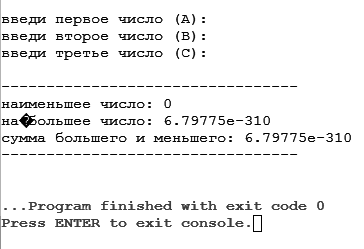 введи первое число (A):
введи второе число (B):
введи третье число (C):
---------------------------------
наименьшее число: 0
на�большее число: 6.79775e-310
сумма большего и меньшего: 6.79775e-310
---------------------------------
...Program finished with exit code 0
Press ENTER to exit console.